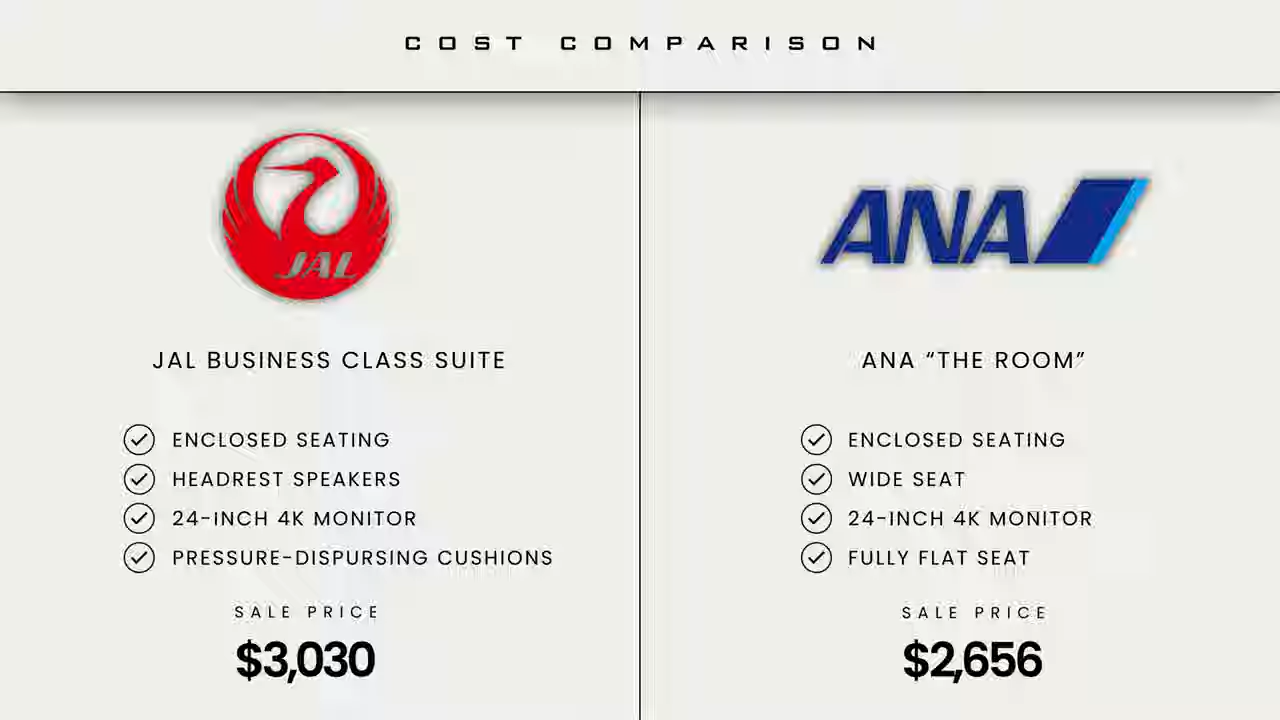 COST COMPARISON
JAL
JAL BUSINESS CLASS SUITE
ENCLOSED SEATING
HEADREST SPEAKERS
24-INCH 4K MONITOR
PRESSURE-DISPURSING CUSHIONS
SALE PRICE
$3,030
ANA
ANA “THE ROOM”
ENCLOSED SEATING
WIDE SEAT
24-INCH 4K MONITOR
FULLY FLAT SEAT
SALE PRICE
$2,656